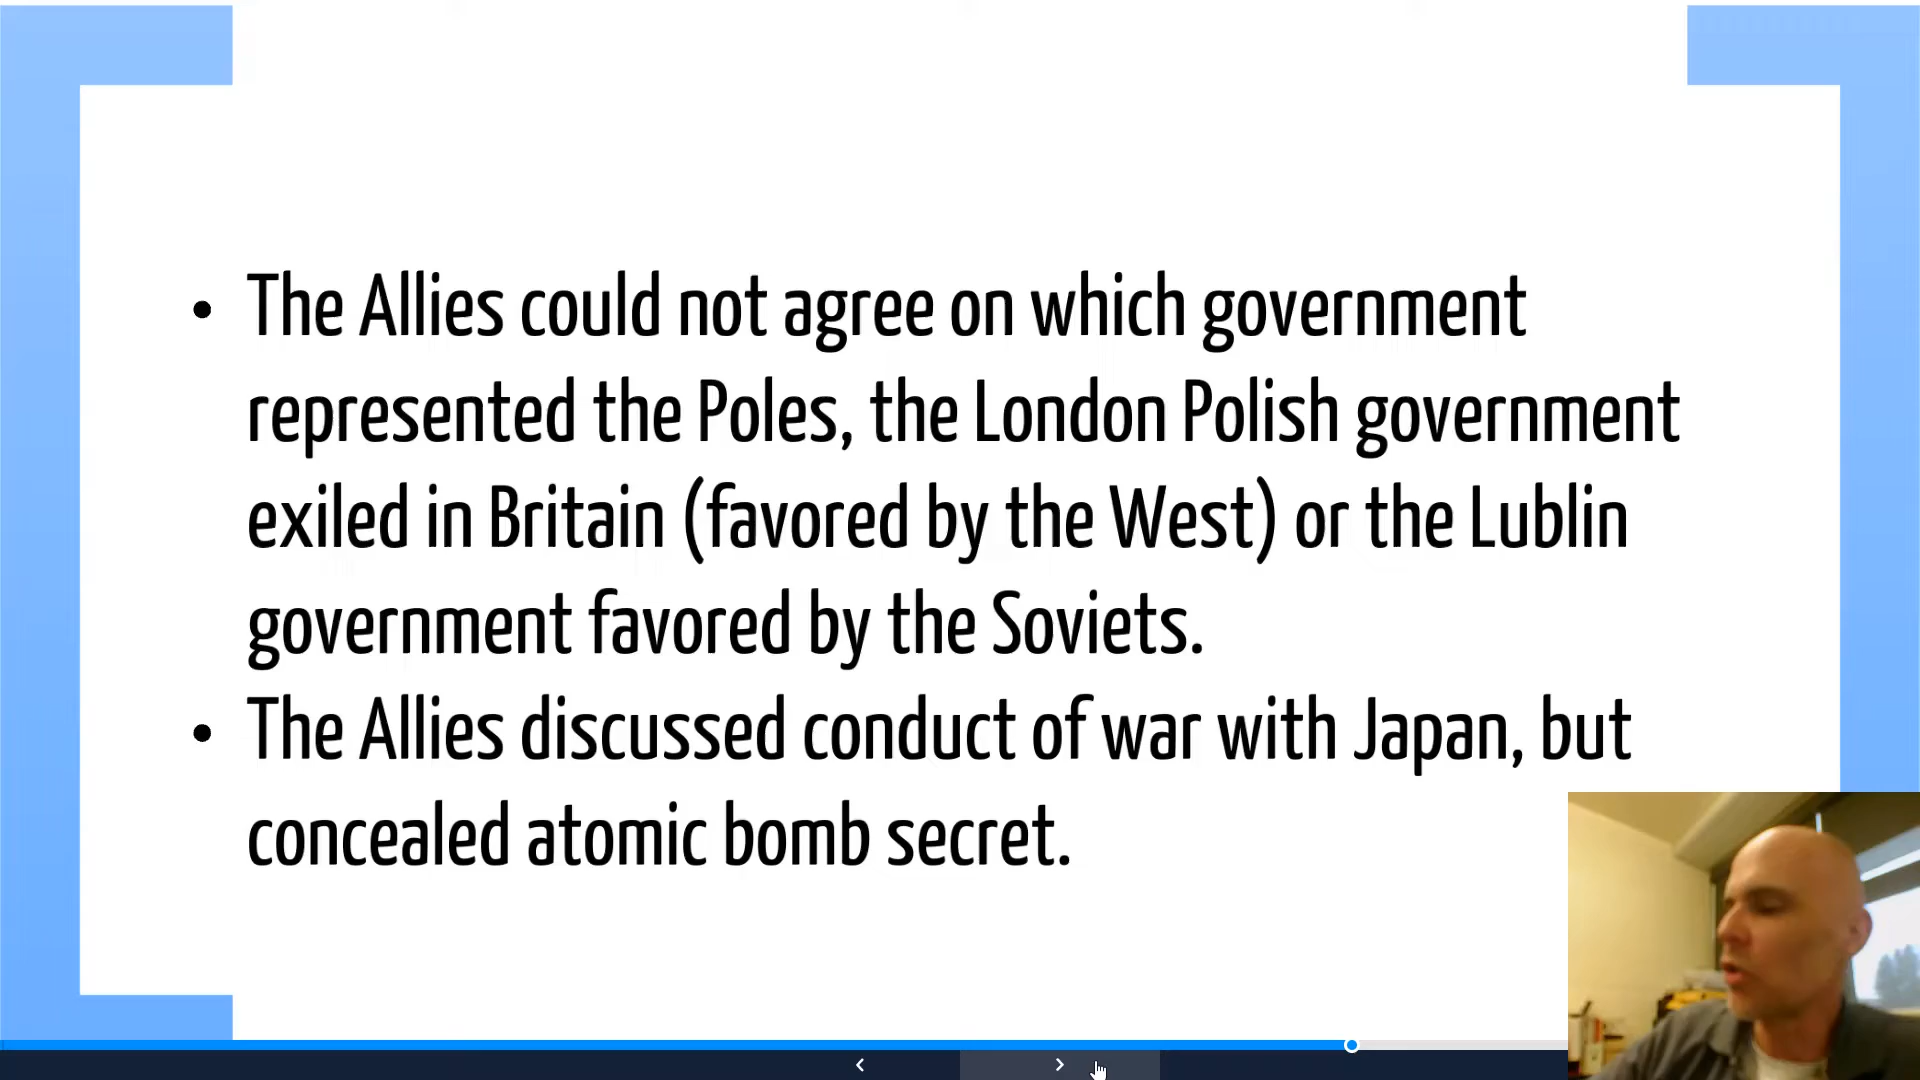 • The Allies could not agree on which government
represented the Poles, the London Polish government
exiled in Britain (favored by the West) or the Lublin
government favored by the Soviets.
• The Allies discussed conduct of war with Japan, but
concealed atomic bomb secret.